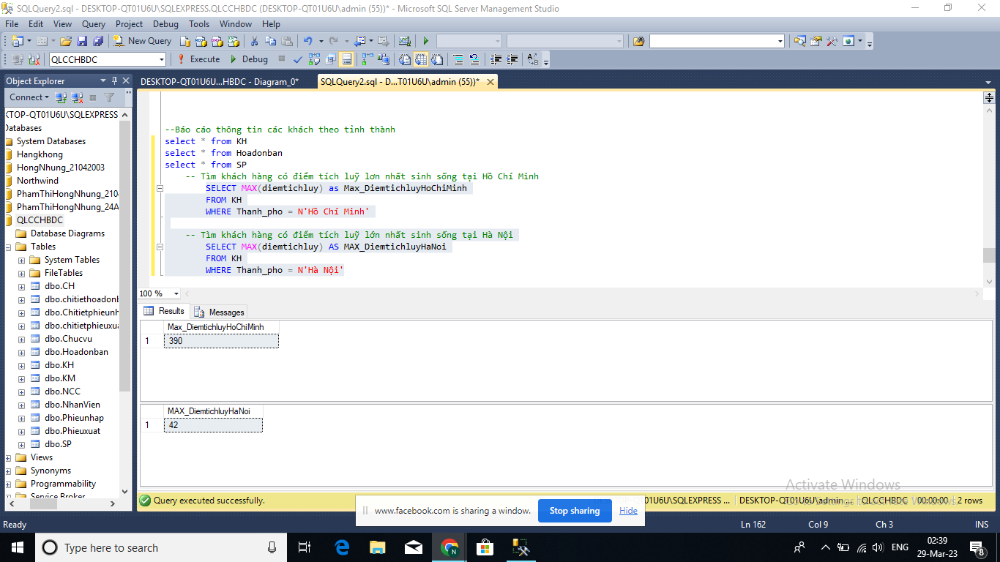 SQLQuery2.sql - DESKTOP-QT01U6U\SQLEXPRESS.QLCCHBDC (DESKTOP-QT01U6U\admin (55))* - Microsoft SQL Server Management Studio
File Edit View Query Project Debug Tools Window Help
New Query
QLCCHBDC Execute Debug
Object Explorer
DESKTOP-QT01U6U...HBDC - Diagram_0*
SQLQuery2.sql - D...T01U6U\admin (55))*
Connect
KTOP-QT01U6U\SQLEXPRESS
Databases
System Databases
Hangkhong
HongNhung_21042003
Northwind
PhamThiHongNhung_210
PhamThiHongNhung_24A
QLCCHBDC
Database Diagrams
Tables
System Tables
FileTables
dbo.CH
dbo.chitiethoadonb
dbo.Chitietphieunh
dbo.chitietphieuxua
dbo.Chucvu
dbo.Hoadonban
dbo.KH
dbo.KM
dbo.NCC
dbo.NhanVien
dbo.Phieunhap
dbo.Phieuxuat
dbo.SP
Views
Synonyms
Programmability
Service Broker
--Báo cáo thông tin các khách theo tỉnh thành
select * from KH
select * from Hoadonban
select * from SP
-- Tìm khách hàng có điểm tích luỹ lơn nhất sinh sống tại Hồ Chí Minh
SELECT MAX(diemtichluy) as Max_DiemtichluyHoChiMinh
FROM KH
WHERE Thanh_pho = N'Hồ Chí Minh'
-- Tìm khách hàng có điểm tích luỹ lớn nhất sinh sống tại Hà Nội
SELECT MAX(diemtichluy) AS MAX_DiemtichluyHaNoi
FROM KH
WHERE Thanh_pho = N'Hà Nội'
100 %
Results Messages
Max_DiemtichluyHoChiMinh
1 390
MAX_DiemtichluyHaNoi
1 42
Activate Windows
Query executed successfully.
01U6U\SQLEXPRESS ... DESKTOP-QT01U6U\admin ... QLCCHBDC 00:00:00 2 rows
www.facebook.com is sharing a window. Stop sharing Hide
Ready Ln 162 Col 9 Ch 3 INS
Type here to search
N
ENG
02:39
29-Mar-23
8